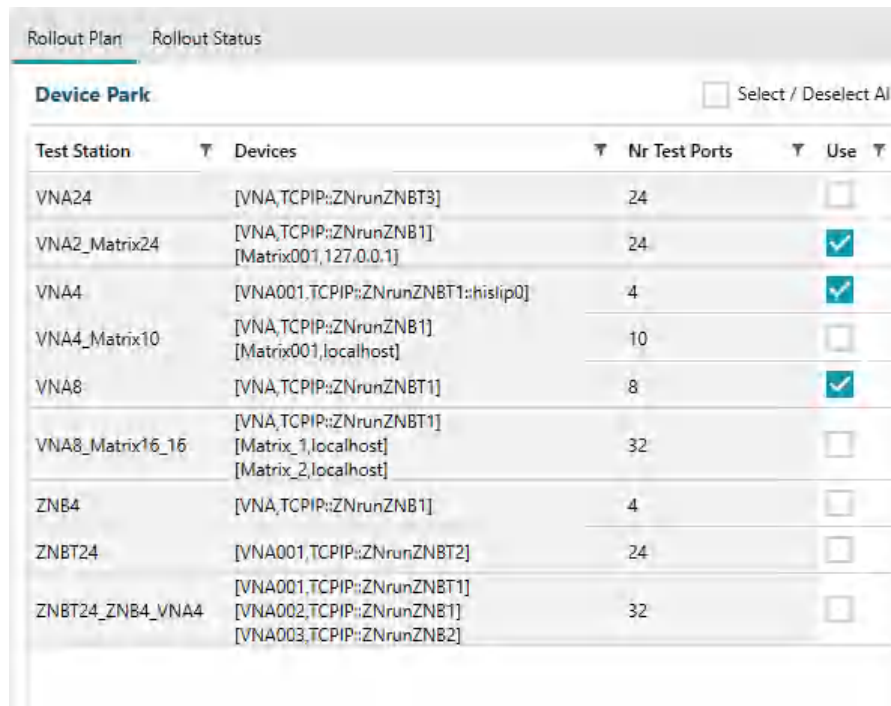 Rollout Plan Rollout Status
Device Park Select / Deselect Al
Test Station Devices Nr Test Ports Use
VNA24 [VNA,TCPIP::ZNrunZNBT3] 24
VNA2_Matrix24 [VNA,TCPIP::ZNrunZNB1] 24
[Matrix001,127.0.0.1]
VNA4 [VNA001,TCPIP::ZNrunZNBT1::hislip0] 4
VNA4_Matrix10 [VNA,TCPIP::ZNrunZNB1] 10
[Matrix001,localhost]
VNA8 [VNA,TCPIP::ZNrunZNBT1] 8
[VNA,TCPIP::ZNrunZNBT1]
VNA8_Matrix16_16 [Matrix_1,localhost] 32
[Matrix_2,localhost]
ZNB4 [VNA,TCPIP::ZNrunZNB1] 4
ZNBT24 [VNA001,TCPIP::ZNrunZNBT2] 24
[VNA001,TCPIP::ZNrunZNBT1]
ZNBT24_ZNB4_VNA4 [VNA002,TCPIP::ZNrunZNB1] 32
[VNA003,TCPIP::ZNrunZNB2]